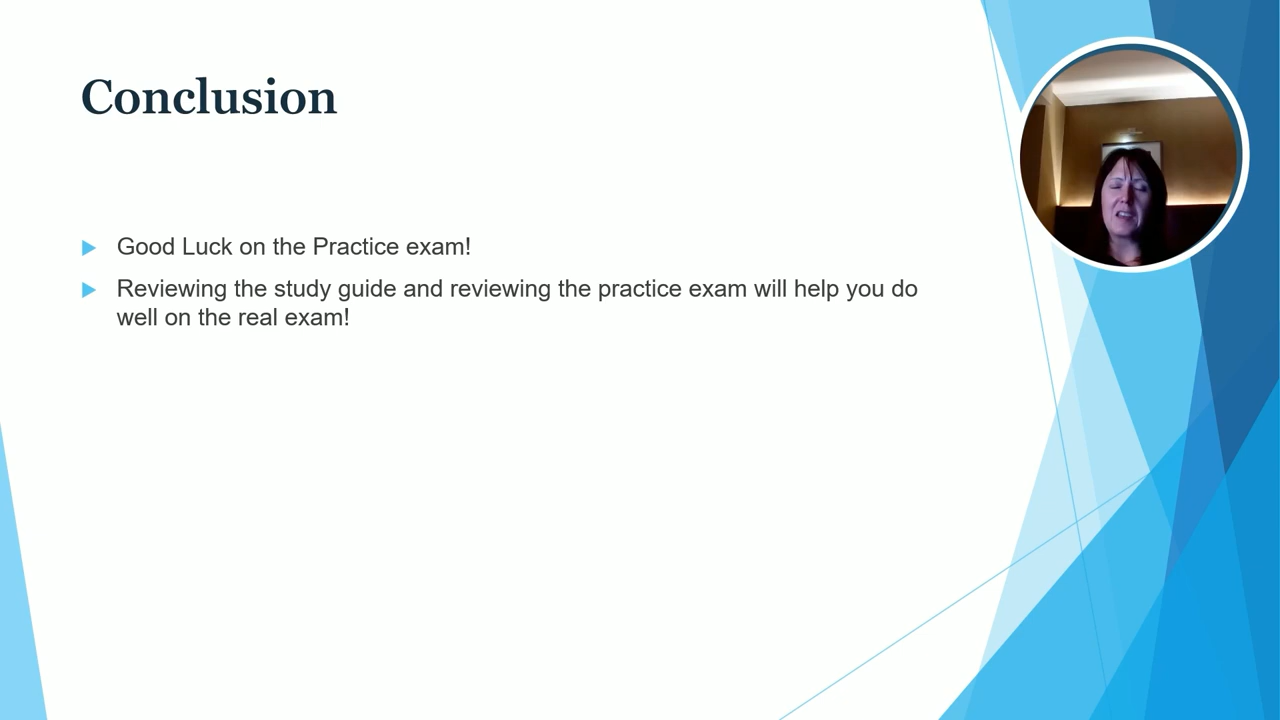 Conclusion
Good Luck on the Practice exam!
Reviewing the study guide and reviewing the practice exam will help you do
well on the real exam!